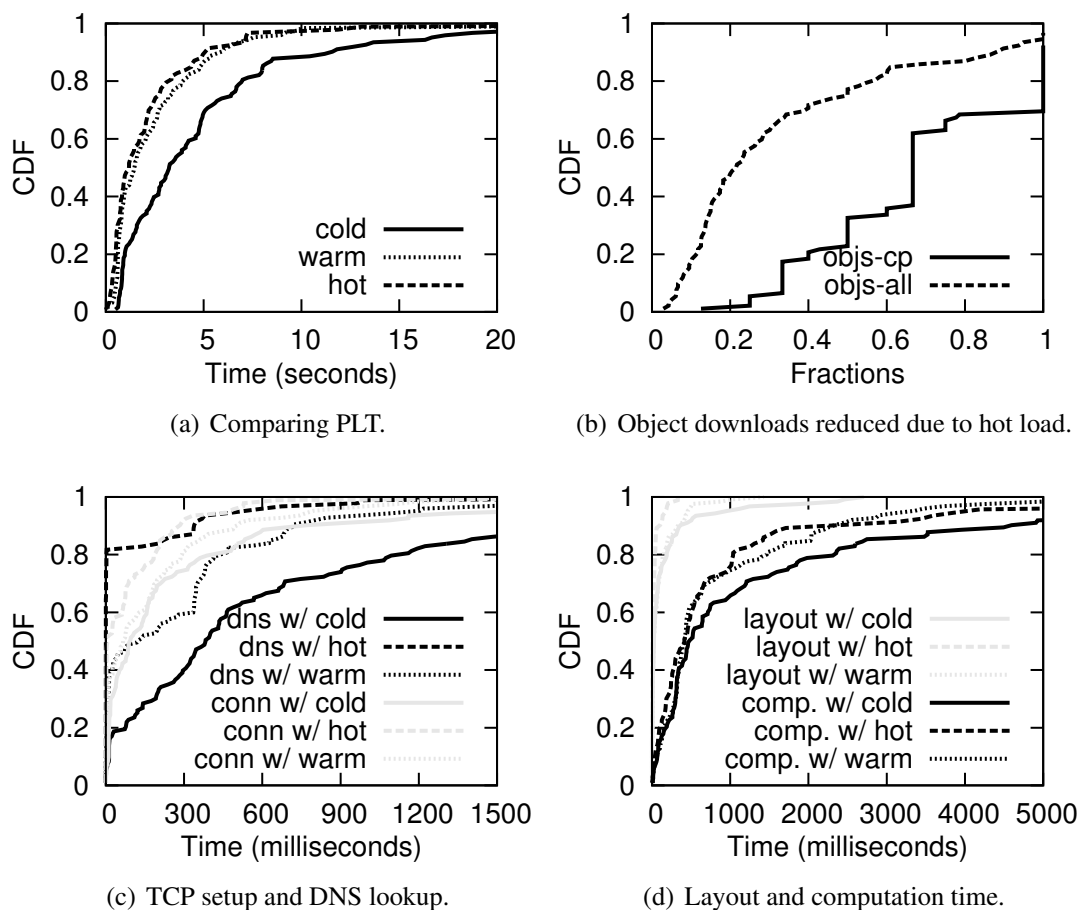 1
0.8
0.6
0.4
0.2
0
CDF
cold
warm
hot
0 5 10 15 20
Time (seconds)
(a) Comparing PLT.
1
0.8
0.6
0.4
0.2
0
CDF
objs-cp
objs-all
0 0.2 0.4 0.6 0.8 1
Fractions
(b) Object downloads reduced due to hot load.
1
0.8
0.6
0.4
0.2
0
CDF
dns w/ cold
dns w/ hot
dns w/ warm
conn w/ cold
conn w/ hot
conn w/ warm
0 300 600 900 1200 1500
Time (milliseconds)
(c) TCP setup and DNS lookup.
1
0.8
0.6
0.4
0.2
0
CDF
layout w/ cold
layout w/ hot
layout w/ warm
comp. w/ cold
comp. w/ hot
comp. w/ warm
0 1000 2000 3000 4000 5000
Time (milliseconds)
(d) Layout and computation time.